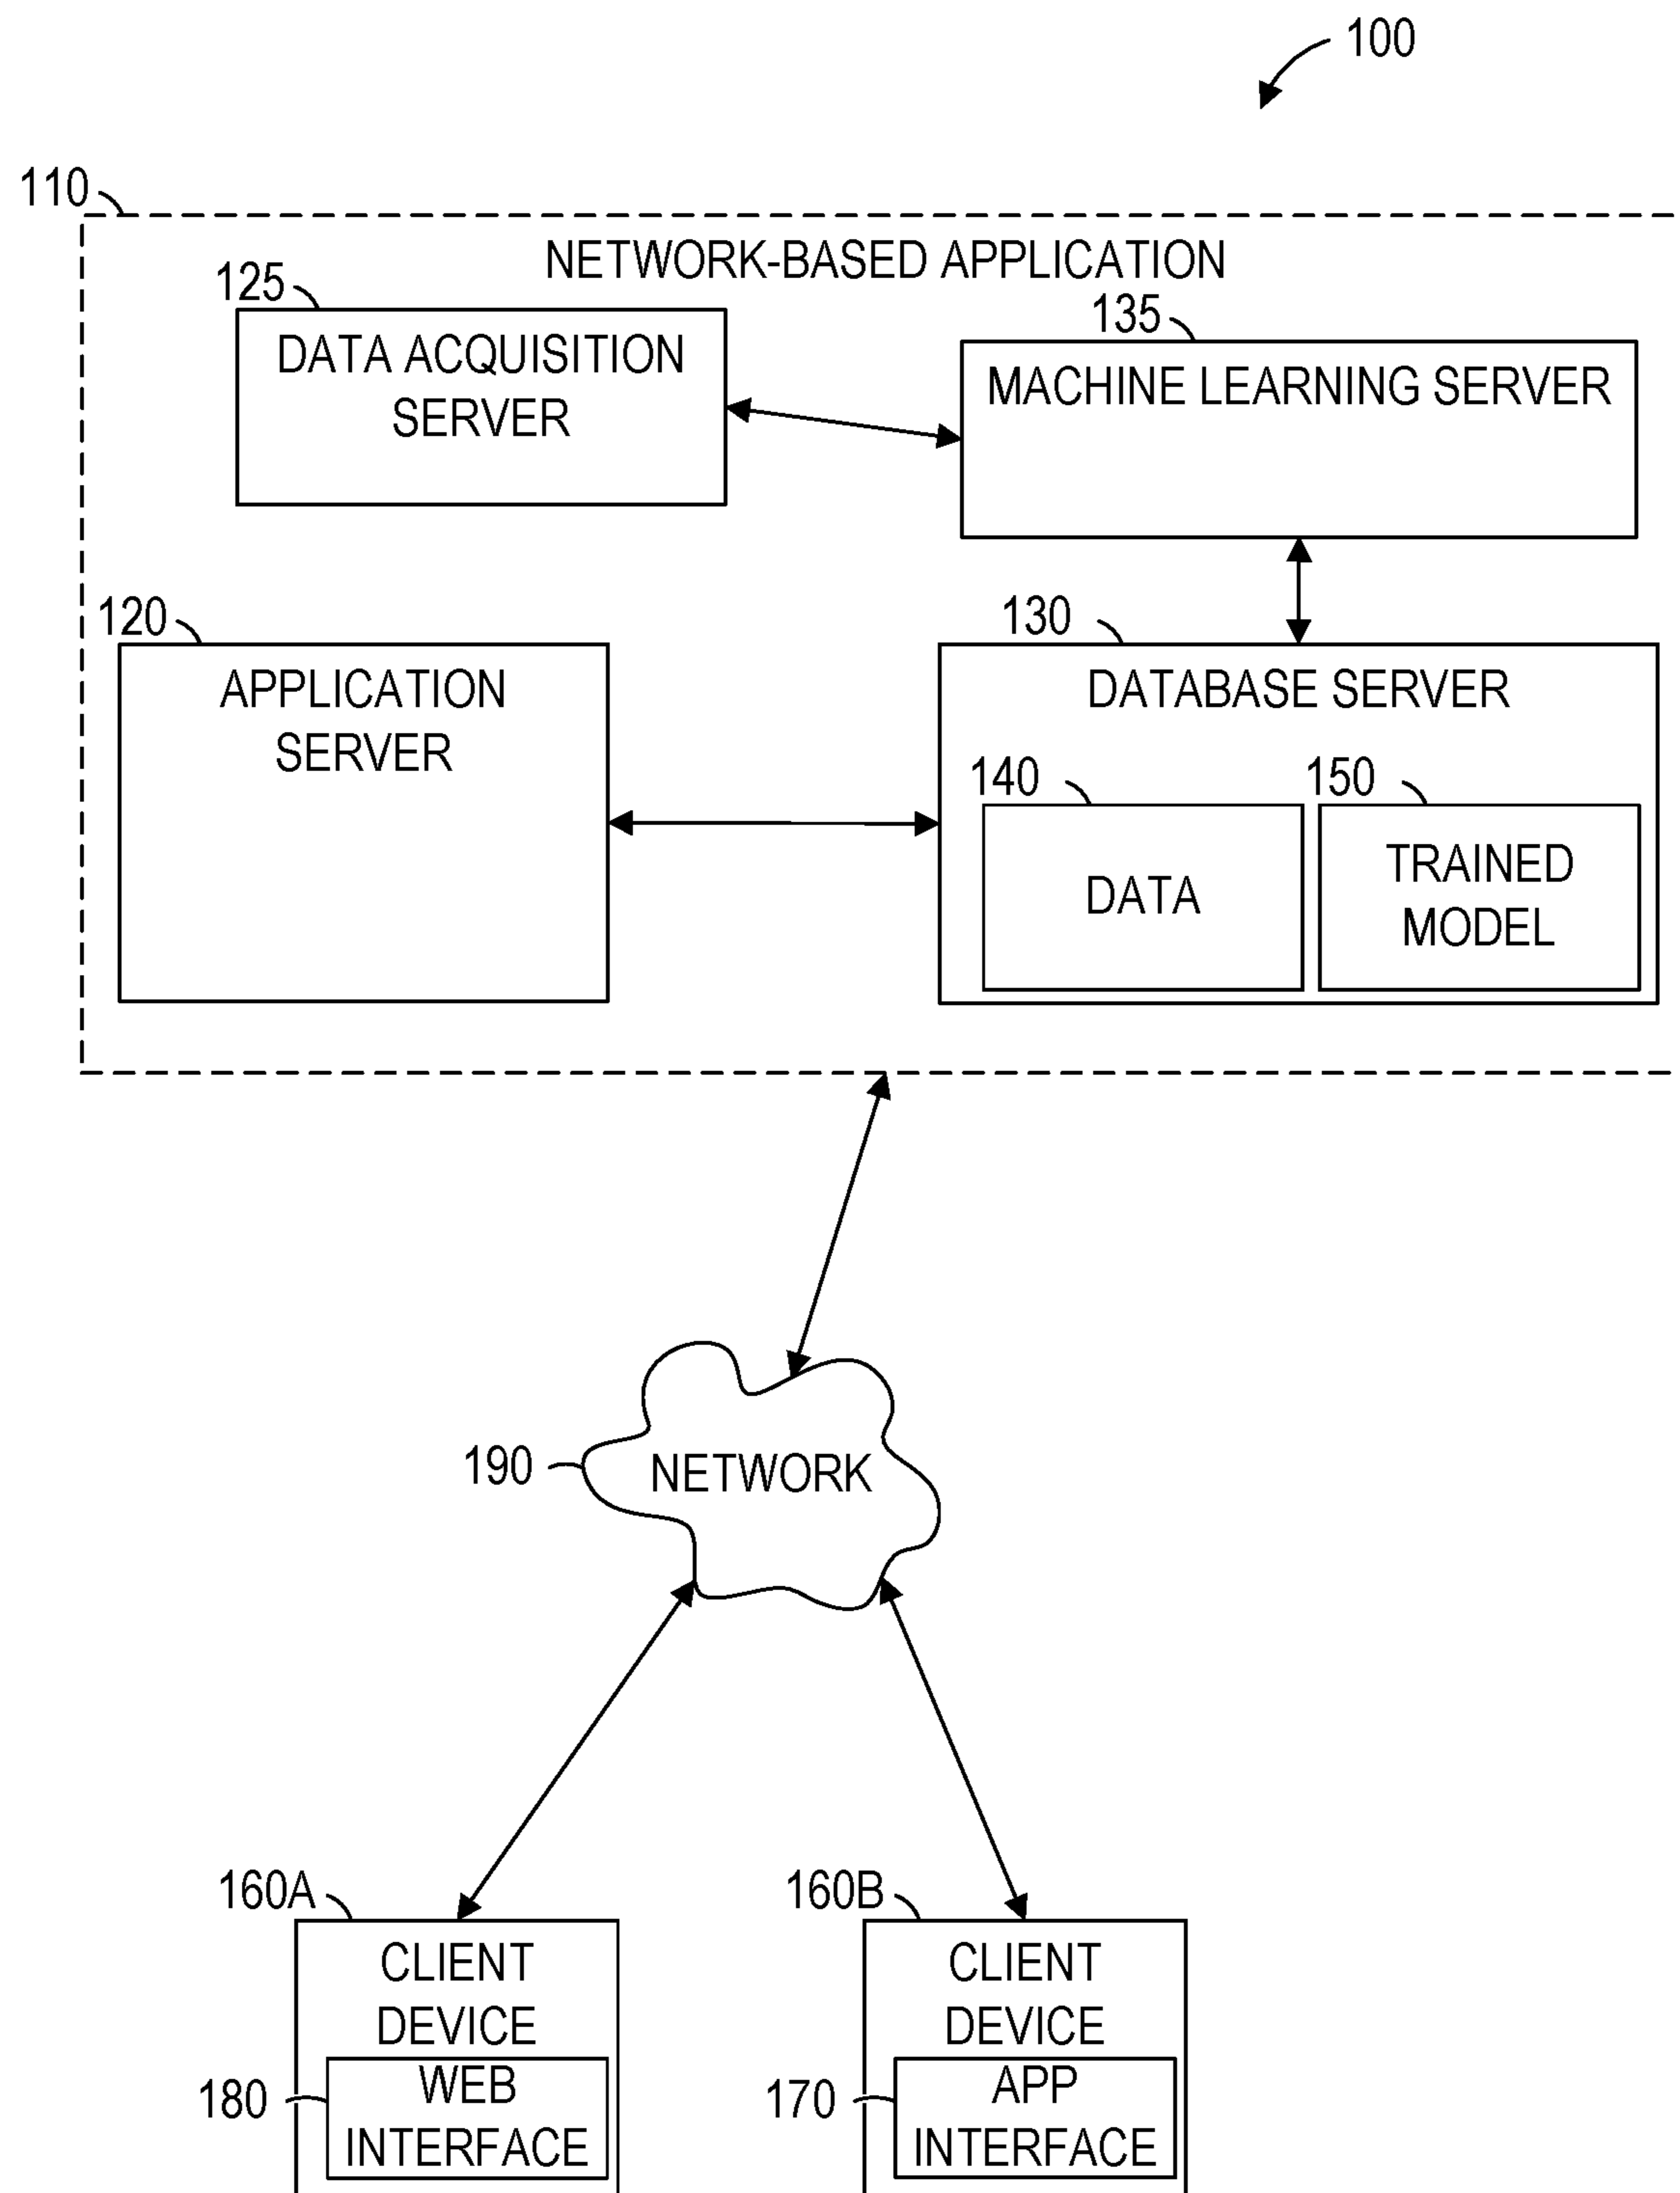 100
110
NETWORK-BASED APPLICATION
125
DATA ACQUISITION
SERVER
135
MACHINE LEARNING SERVER
120
APPLICATION
SERVER
130
DATABASE SERVER
140
DATA
150
TRAINED
MODEL
190
NETWORK
160A
CLIENT
DEVICE
180
WEB
INTERFACE
160B
CLIENT
DEVICE
170
APP
INTERFACE